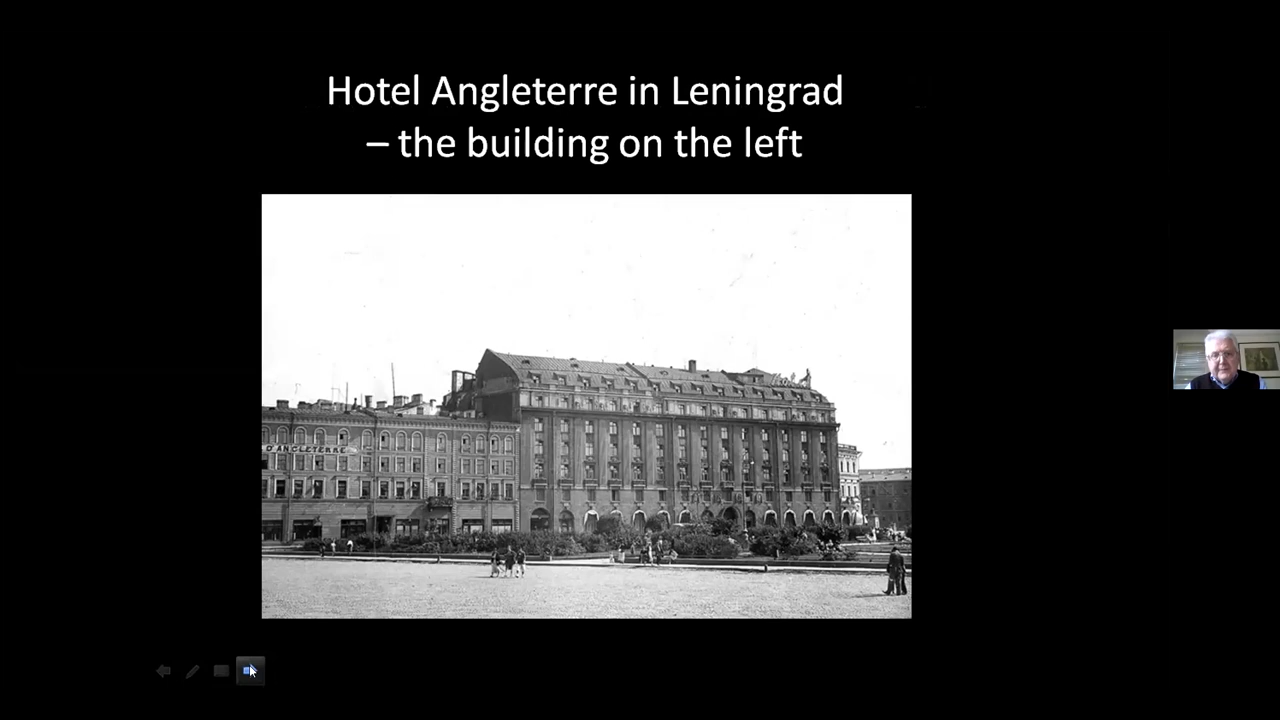 Hotel Angleterre in Leningrad
– the building on the left
D'ANGLETERRE